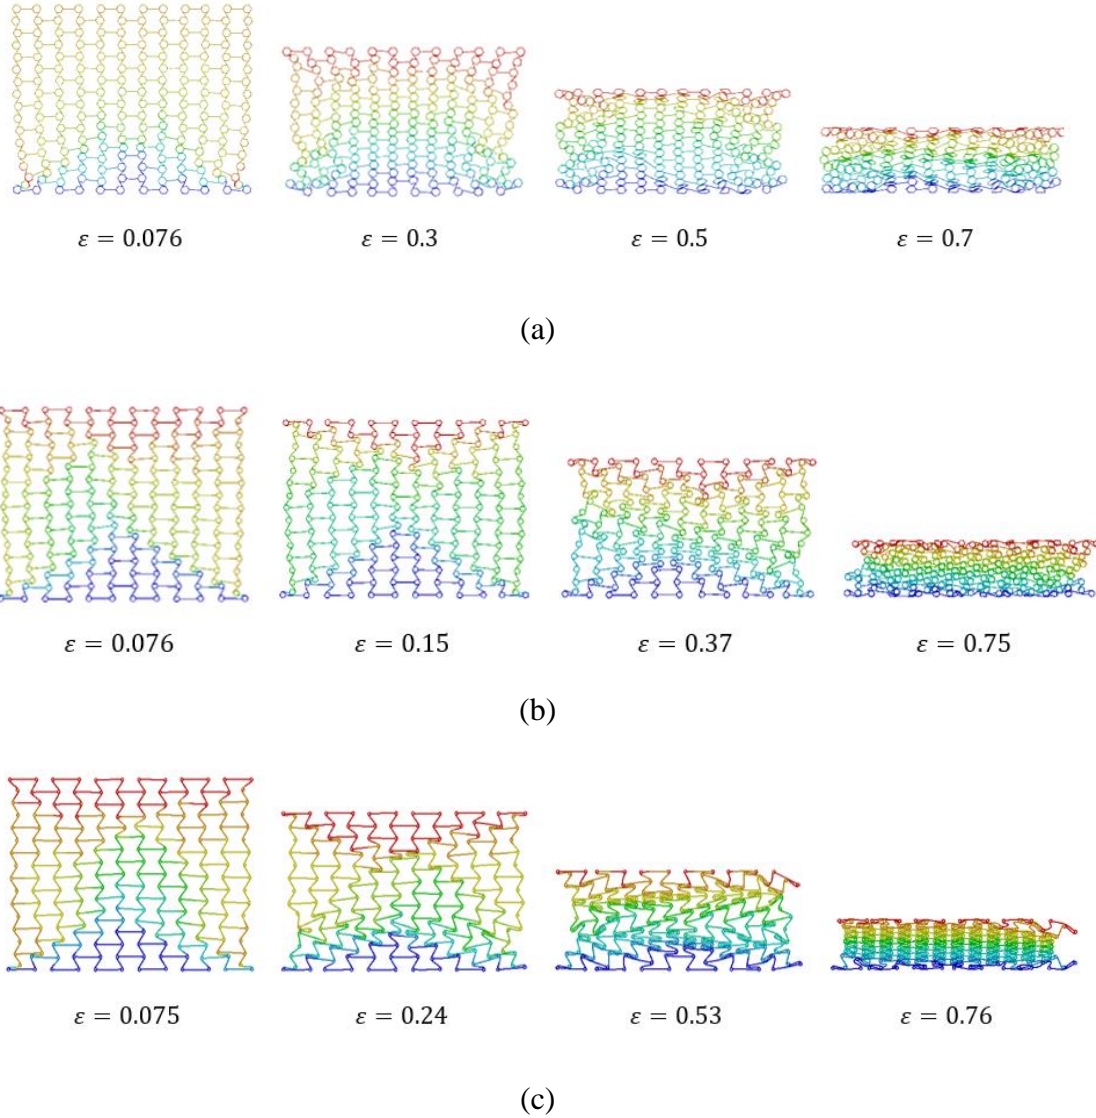 ε = 0.076 ε = 0.3 ε = 0.5 ε = 0.7
(a)
ε = 0.076 ε = 0.15 ε = 0.37 ε = 0.75
(b)
ε = 0.075 ε = 0.24 ε = 0.53 ε = 0.76
(c)